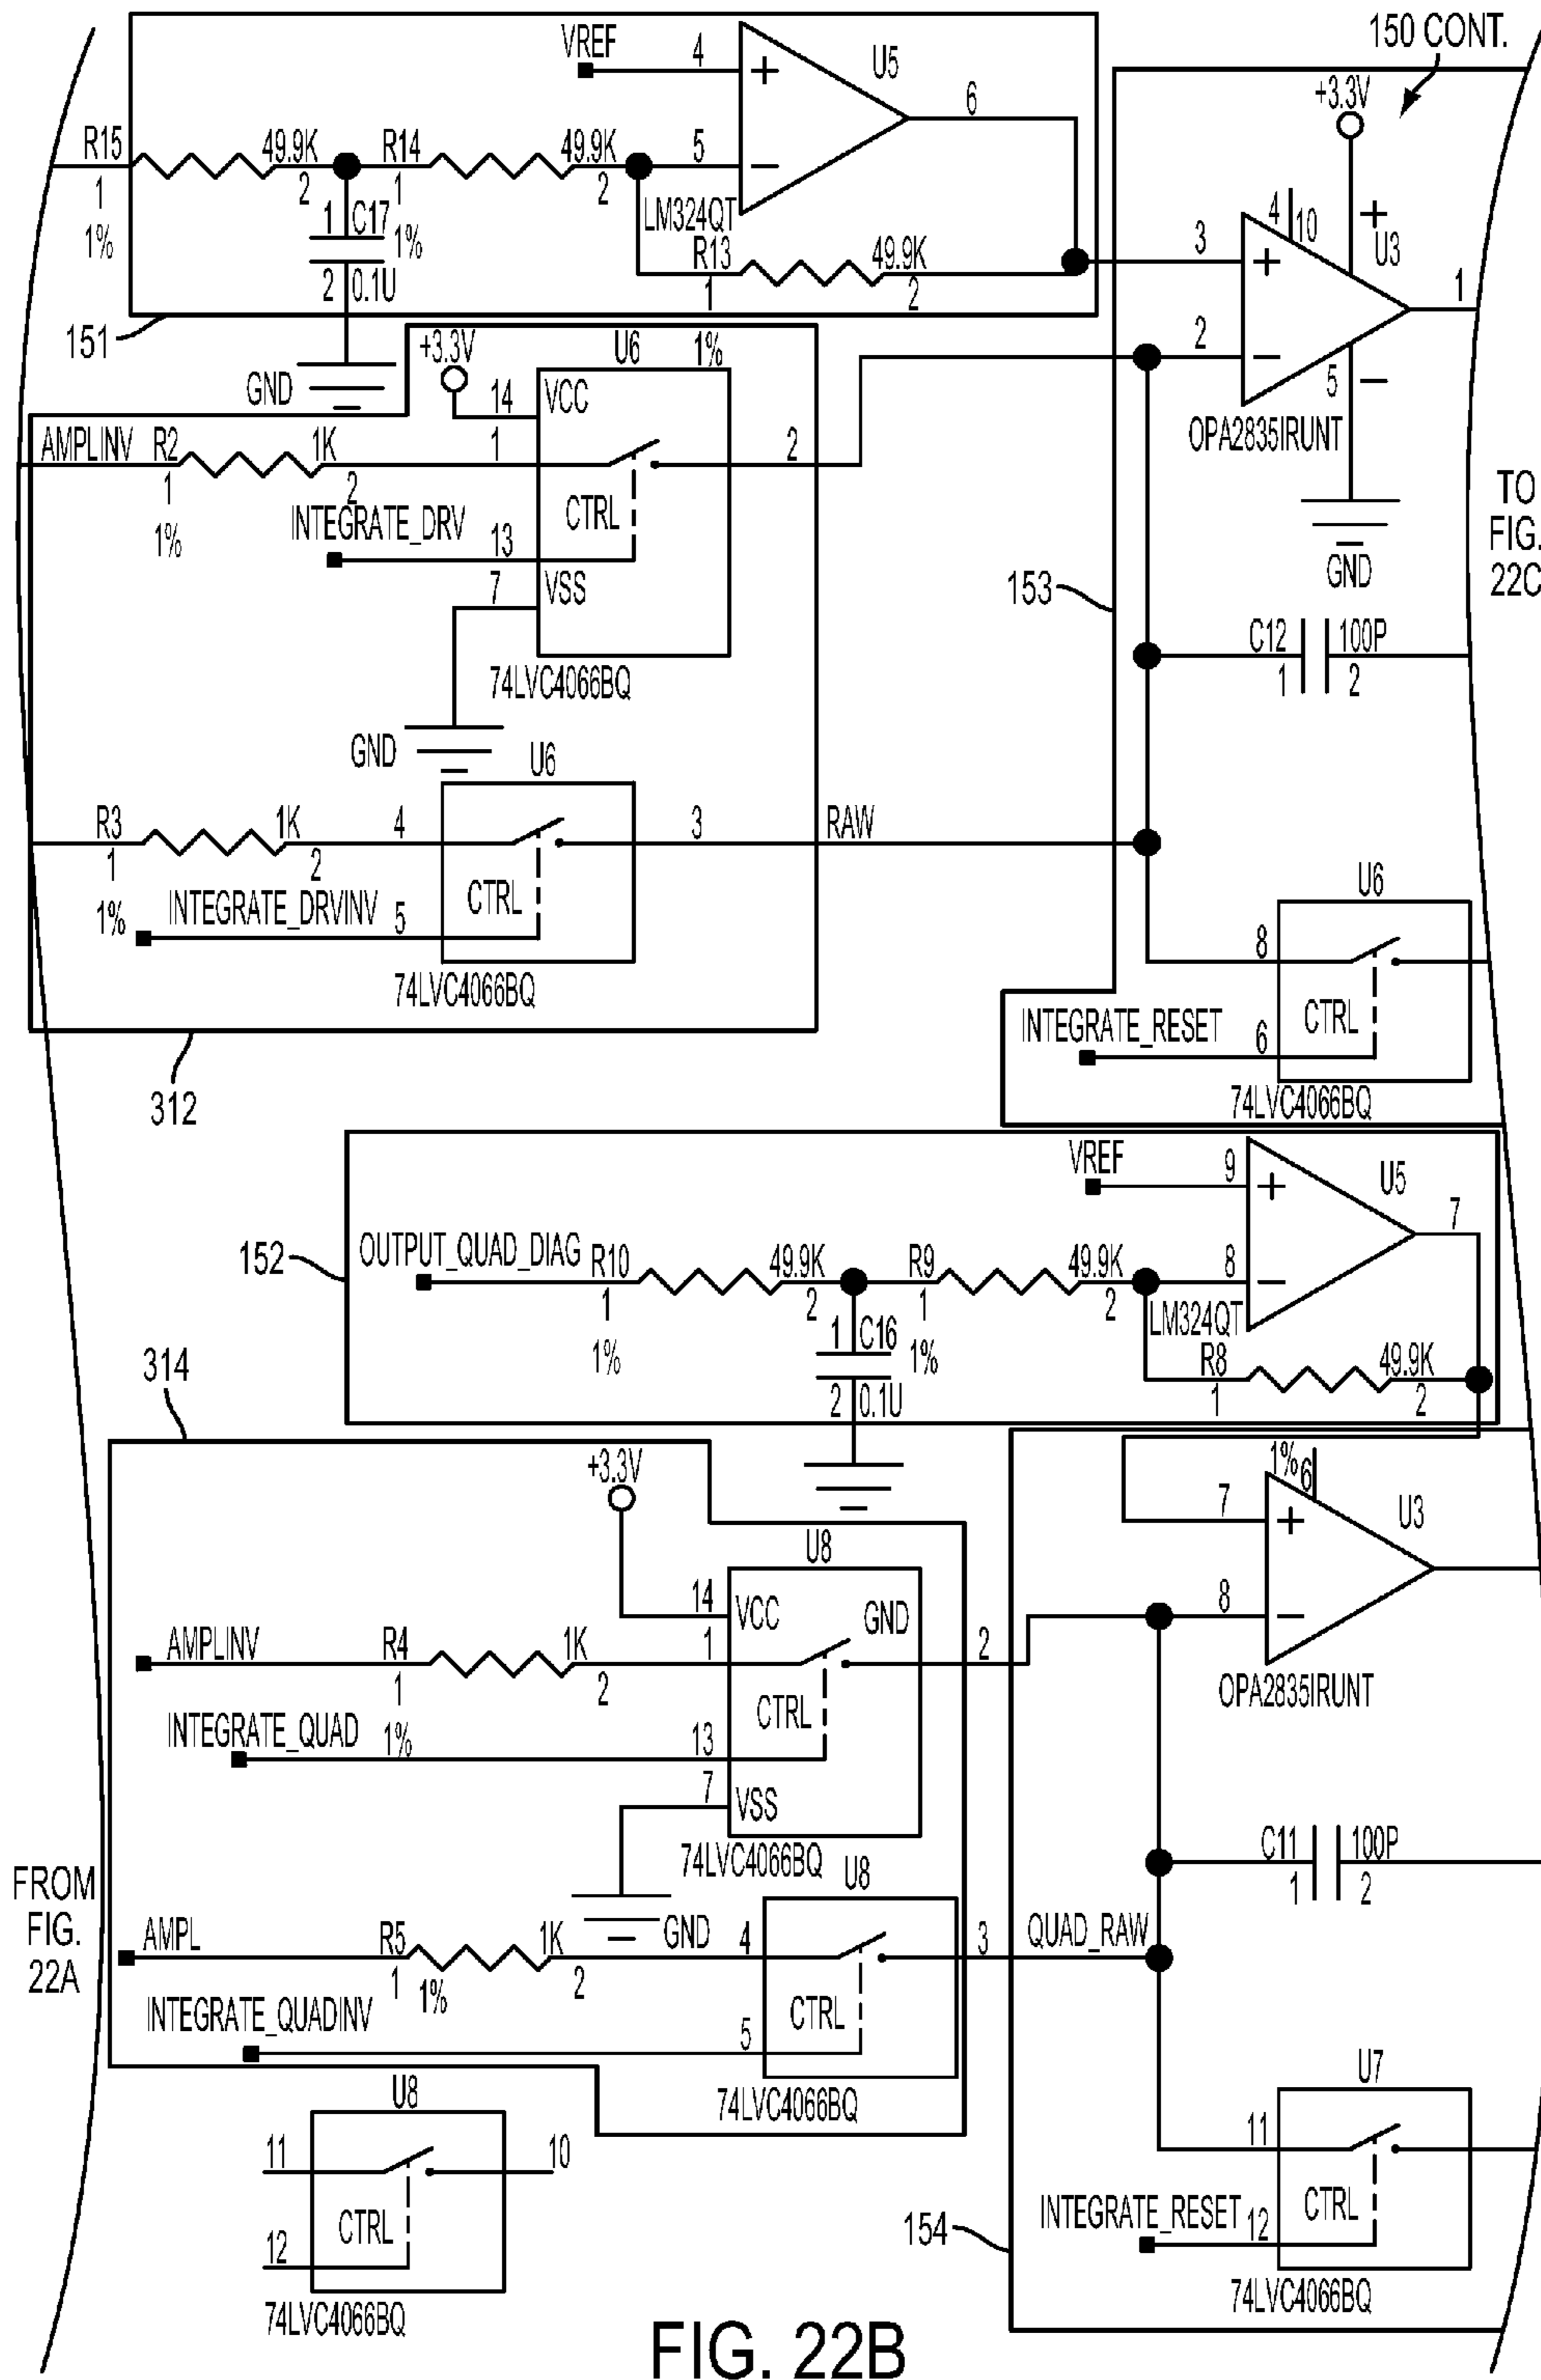 150 CONT.
VREF
4
+
U5
6
+3.3V
R15
49.9K
R14
49.9K
5
−
1
2
1
2
LM324QT
1%
1
C17
1%
2
0.1U
R13
49.9K
1
2
1%
151
GND
4
10
+
U3
3
+
1
2
−
5
−
OPA2835IRUNT
GND
TO
FIG.
22C
312
+3.3V
U6
14
VCC
AMPLINV
R2
1K
1
2
1
2
1%
INTEGRATE_DRV
CTRL
13
7
VSS
74LVC4066BQ
GND
153
C12
100P
1
2
U6
R3
1K
4
3
RAW
1
2
1%
INTEGRATE_DRVINV
5
CTRL
74LVC4066BQ
U6
8
INTEGRATE_RESET
6
CTRL
74LVC4066BQ
152
VREF
9
+
U5
7
OUTPUT_QUAD_DIAG
R10
49.9K
R9
49.9K
8
−
1
2
1
2
LM324QT
1%
1
C16
1%
2
0.1U
R8
49.9K
1
2
1%
314
+3.3V
6
7
+
U3
8
−
OPA2835IRUNT
U8
14
VCC
GND
AMPLINV
R4
1K
1
2
1
2
INTEGRATE_QUAD
1%
13
CTRL
7
VSS
74LVC4066BQ
C11
100P
1
2
FROM
FIG.
22A
U8
AMPL
R5
1K
GND
4
3
QUAD_RAW
1
1%
2
INTEGRATE_QUADINV
5
CTRL
74LVC4066BQ
U8
11
10
CTRL
12
74LVC4066BQ
154
U7
11
INTEGRATE_RESET
12
CTRL
74LVC4066BQ
FIG. 22B